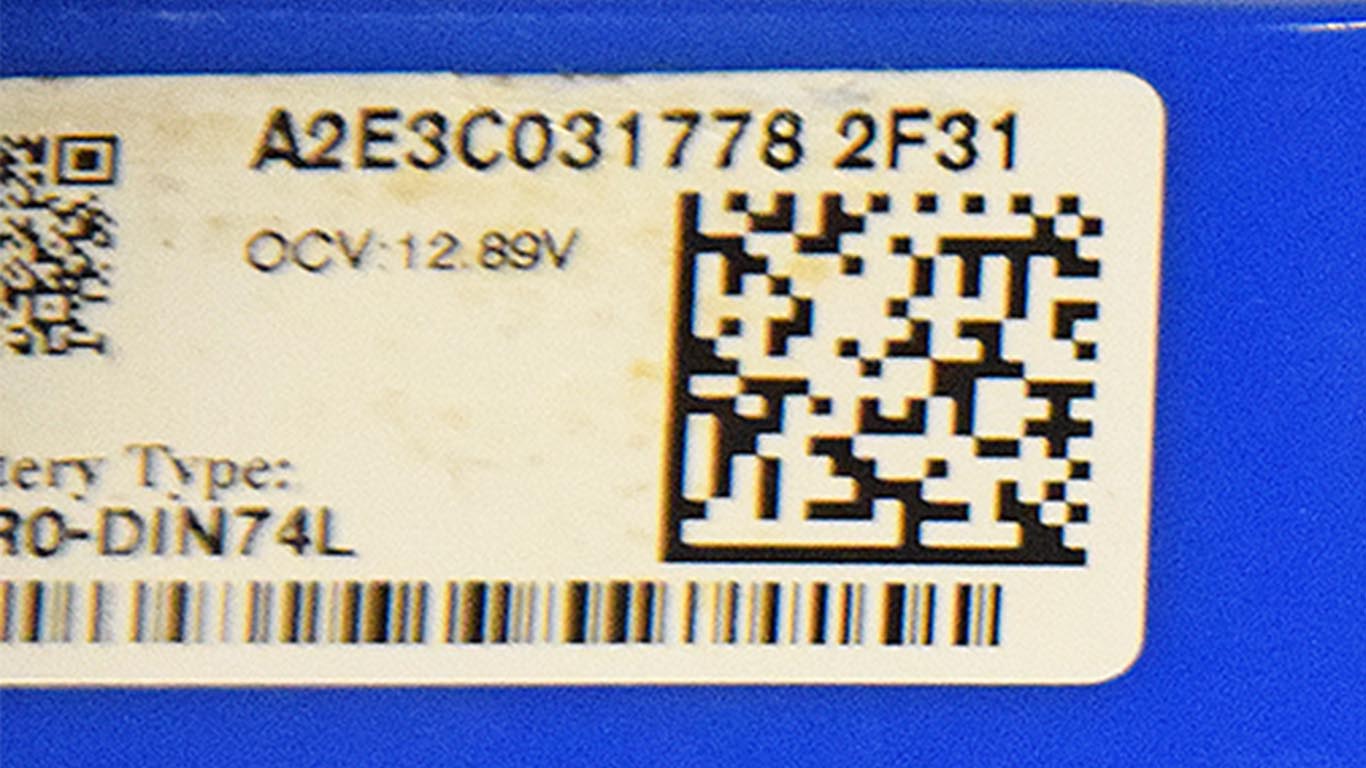 A2E3C031778 2F31
OCV:12.89V
tery Type:
R0-DIN74L